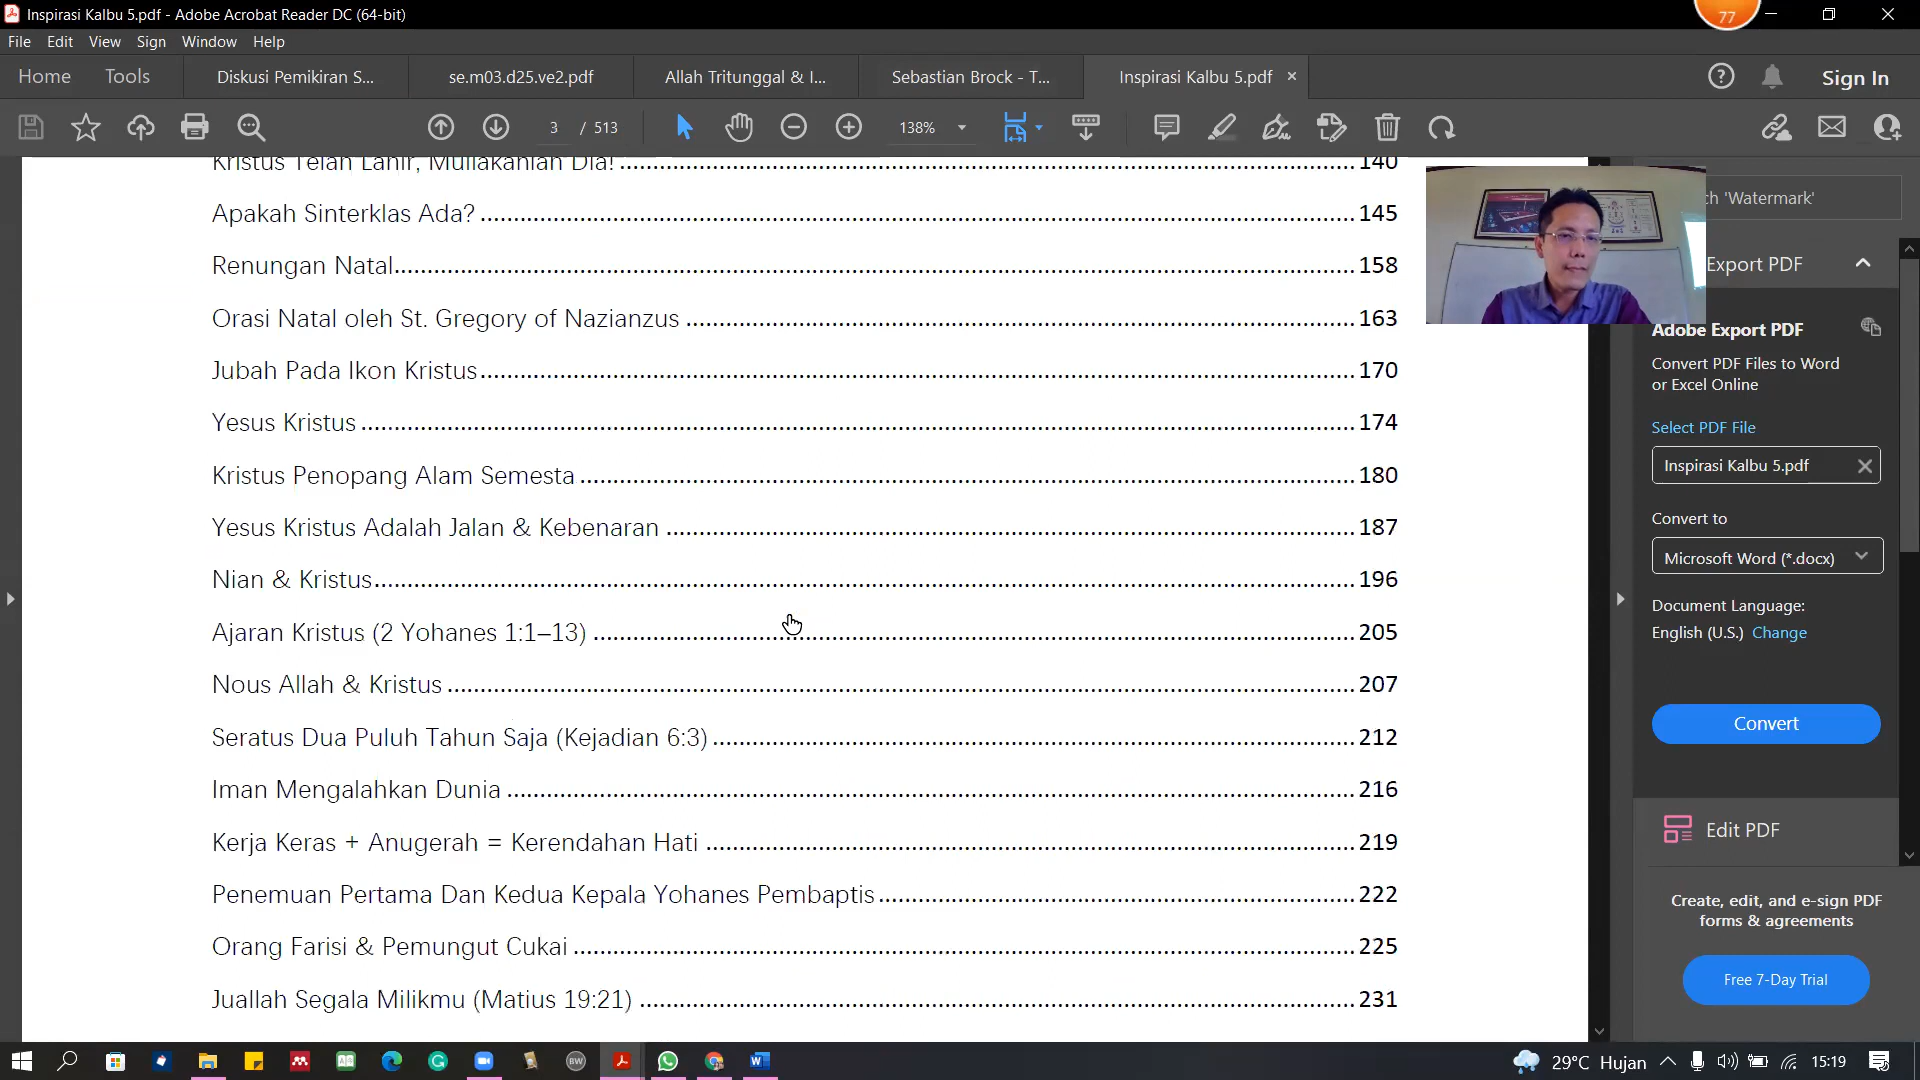 Inspirasi Kalbu 5.pdf - Adobe Acrobat Reader DC (64-bit)
77
File Edit View Sign Window Help
Home Tools Diskusi Pemikiran S... se.m03.d25.ve2.pdf Allah Tritunggal & I... Sebastian Brock - T... Inspirasi Kalbu 5.pdf × Sign In
3 / 513 138%
Kristus Telah Lahir, Muliakanlah Dia! 140
Apakah Sinterklas Ada? 145
Renungan Natal 158
Orasi Natal oleh St. Gregory of Nazianzus 163
Jubah Pada Ikon Kristus 170
Yesus Kristus 174
Kristus Penopang Alam Semesta 180
Yesus Kristus Adalah Jalan & Kebenaran 187
Nian & Kristus 196
Ajaran Kristus (2 Yohanes 1:1–13) 205
Nous Allah & Kristus 207
Seratus Dua Puluh Tahun Saja (Kejadian 6:3) 212
Iman Mengalahkan Dunia 216
Kerja Keras + Anugerah = Kerendahan Hati 219
Penemuan Pertama Dan Kedua Kepala Yohanes Pembaptis 222
Orang Farisi & Pemungut Cukai 225
Juallah Segala Milikmu (Matius 19:21) 231
'Watermark'
Export PDF
Adobe Export PDF
Convert PDF Files to Word
or Excel Online
Select PDF File
Inspirasi Kalbu 5.pdf
Convert to
Microsoft Word (*.docx)
Document Language:
English (U.S.) Change
Convert
Edit PDF
Create, edit, and e-sign PDF
forms & agreements
Free 7-Day Trial
BW
29°C Hujan 15:19